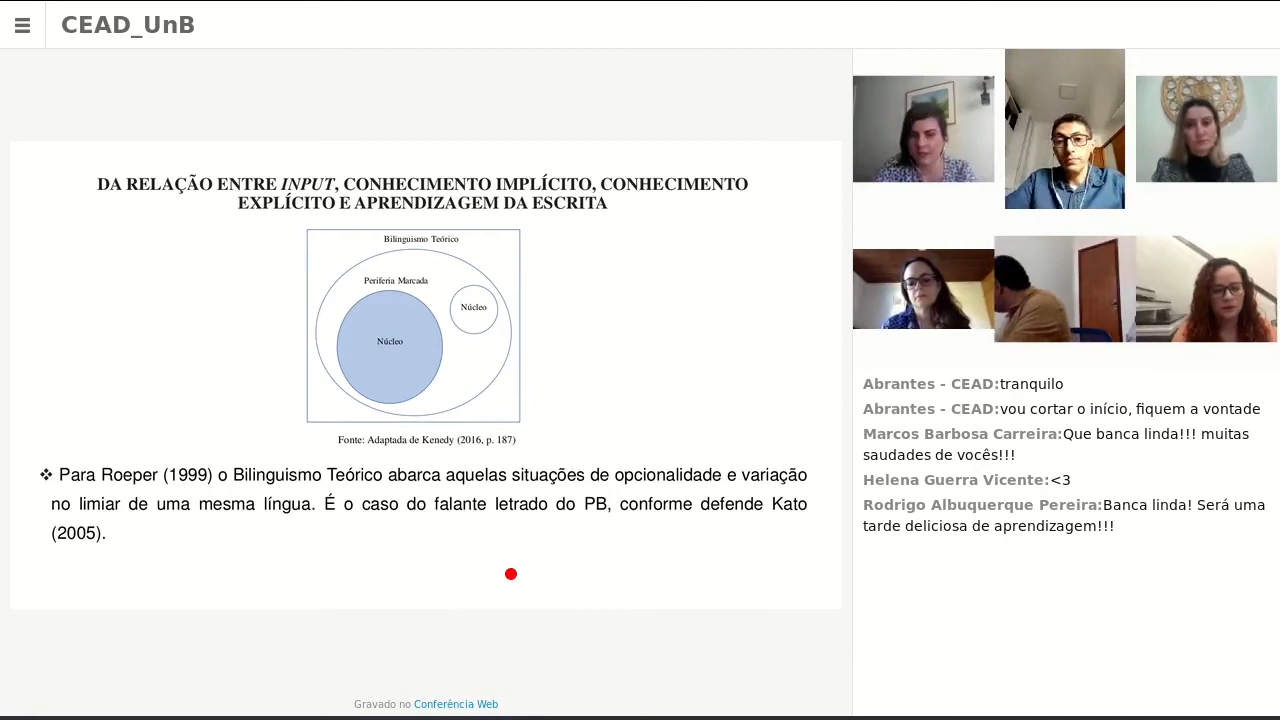 CEAD_UnB
DA RELAÇÃO ENTRE INPUT, CONHECIMENTO IMPLÍCITO, CONHECIMENTO
EXPLÍCITO E APRENDIZAGEM DA ESCRITA
Bilinguismo Teórico
Periferia Marcada
Núcleo
Núcleo
Fonte: Adaptada de Kenedy (2016, p. 187)
❖ Para Roeper (1999) o Bilinguismo Teórico abarca aquelas situações de opcionalidade e variação
no limiar de uma mesma língua. É o caso do falante letrado do PB, conforme defende Kato
(2005).
Gravado no Conferência Web
Abrantes - CEAD:tranquilo
Abrantes - CEAD:vou cortar o início, fiquem a vontade
Marcos Barbosa Carreira:Que banca linda!!! muitas
saudades de vocês!!!
Helena Guerra Vicente:<3
Rodrigo Albuquerque Pereira:Banca linda! Será uma
tarde deliciosa de aprendizagem!!!